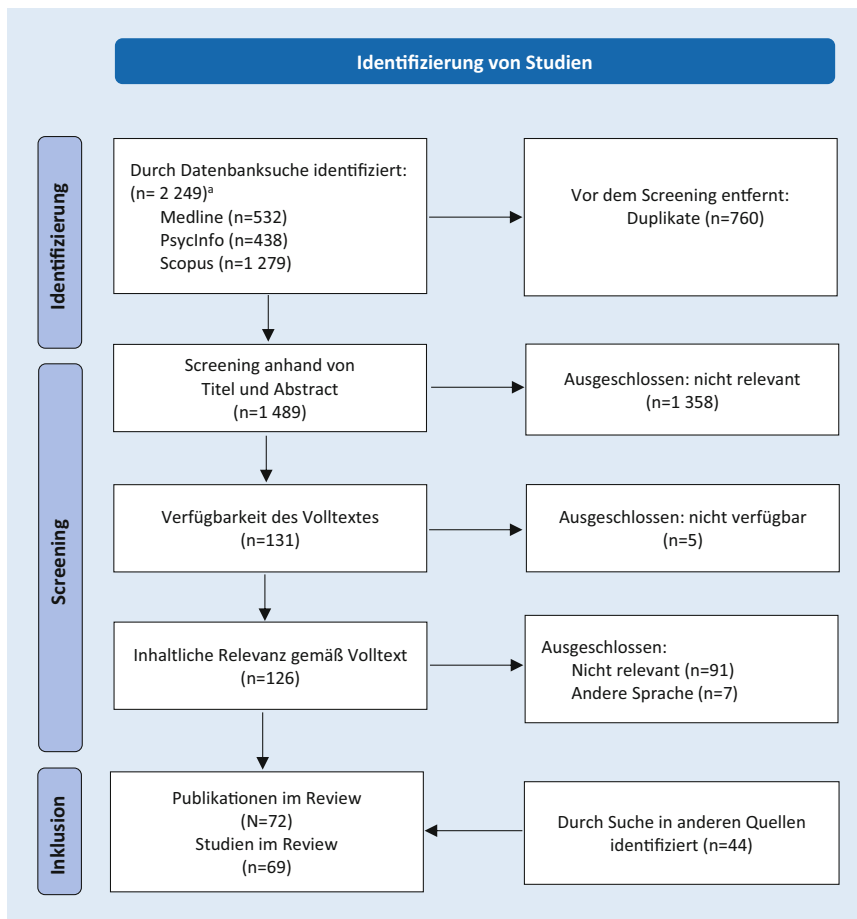 Identifizierung von Studien
Identifizierung
Durch Datenbanksuche identifiziert:
(n= 2 249)ᵃ
Medline (n=532)
PsycInfo (n=438)
Scopus (n=1 279)
Vor dem Screening entfernt:
Duplikate (n=760)
Screening
Screening anhand von
Titel und Abstract
(n=1 489)
Ausgeschlossen: nicht relevant
(n=1 358)
Verfügbarkeit des Volltextes
(n=131)
Ausgeschlossen: nicht verfügbar
(n=5)
Inhaltliche Relevanz gemäß Volltext
(n=126)
Ausgeschlossen:
Nicht relevant (n=91)
Andere Sprache (n=7)
Inklusion
Publikationen im Review
(N=72)
Studien im Review
(n=69)
Durch Suche in anderen Quellen
identifiziert (n=44)